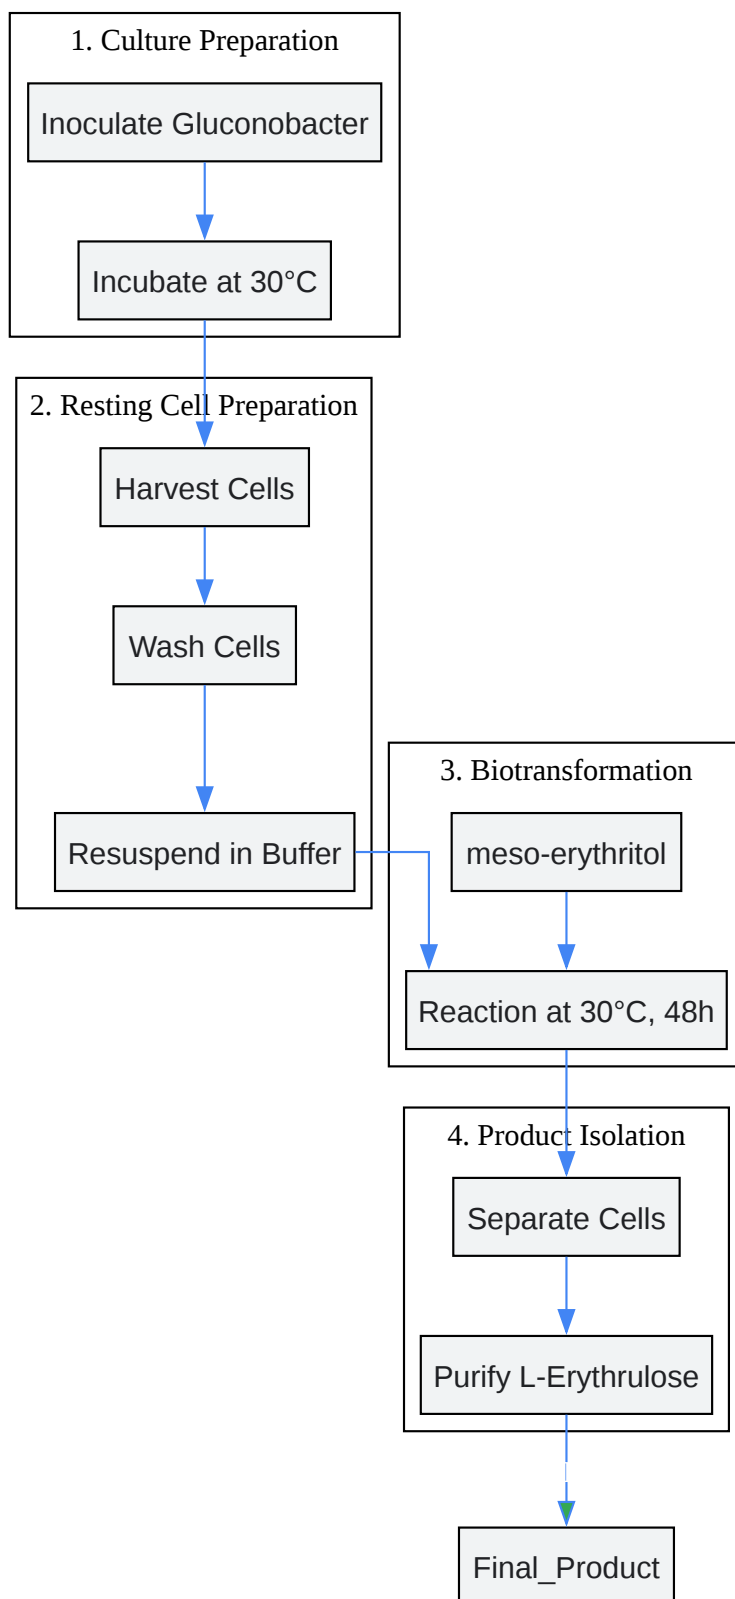 1. Culture Preparation
Inoculate Gluconobacter
Incubate at 30°C
2. Resting Cell Preparation
Harvest Cells
Wash Cells
Resuspend in Buffer
3. Biotransformation
meso-erythritol
Reaction at 30°C, 48h
4. Product Isolation
Separate Cells
Purify L-Erythrulose
Final_Product